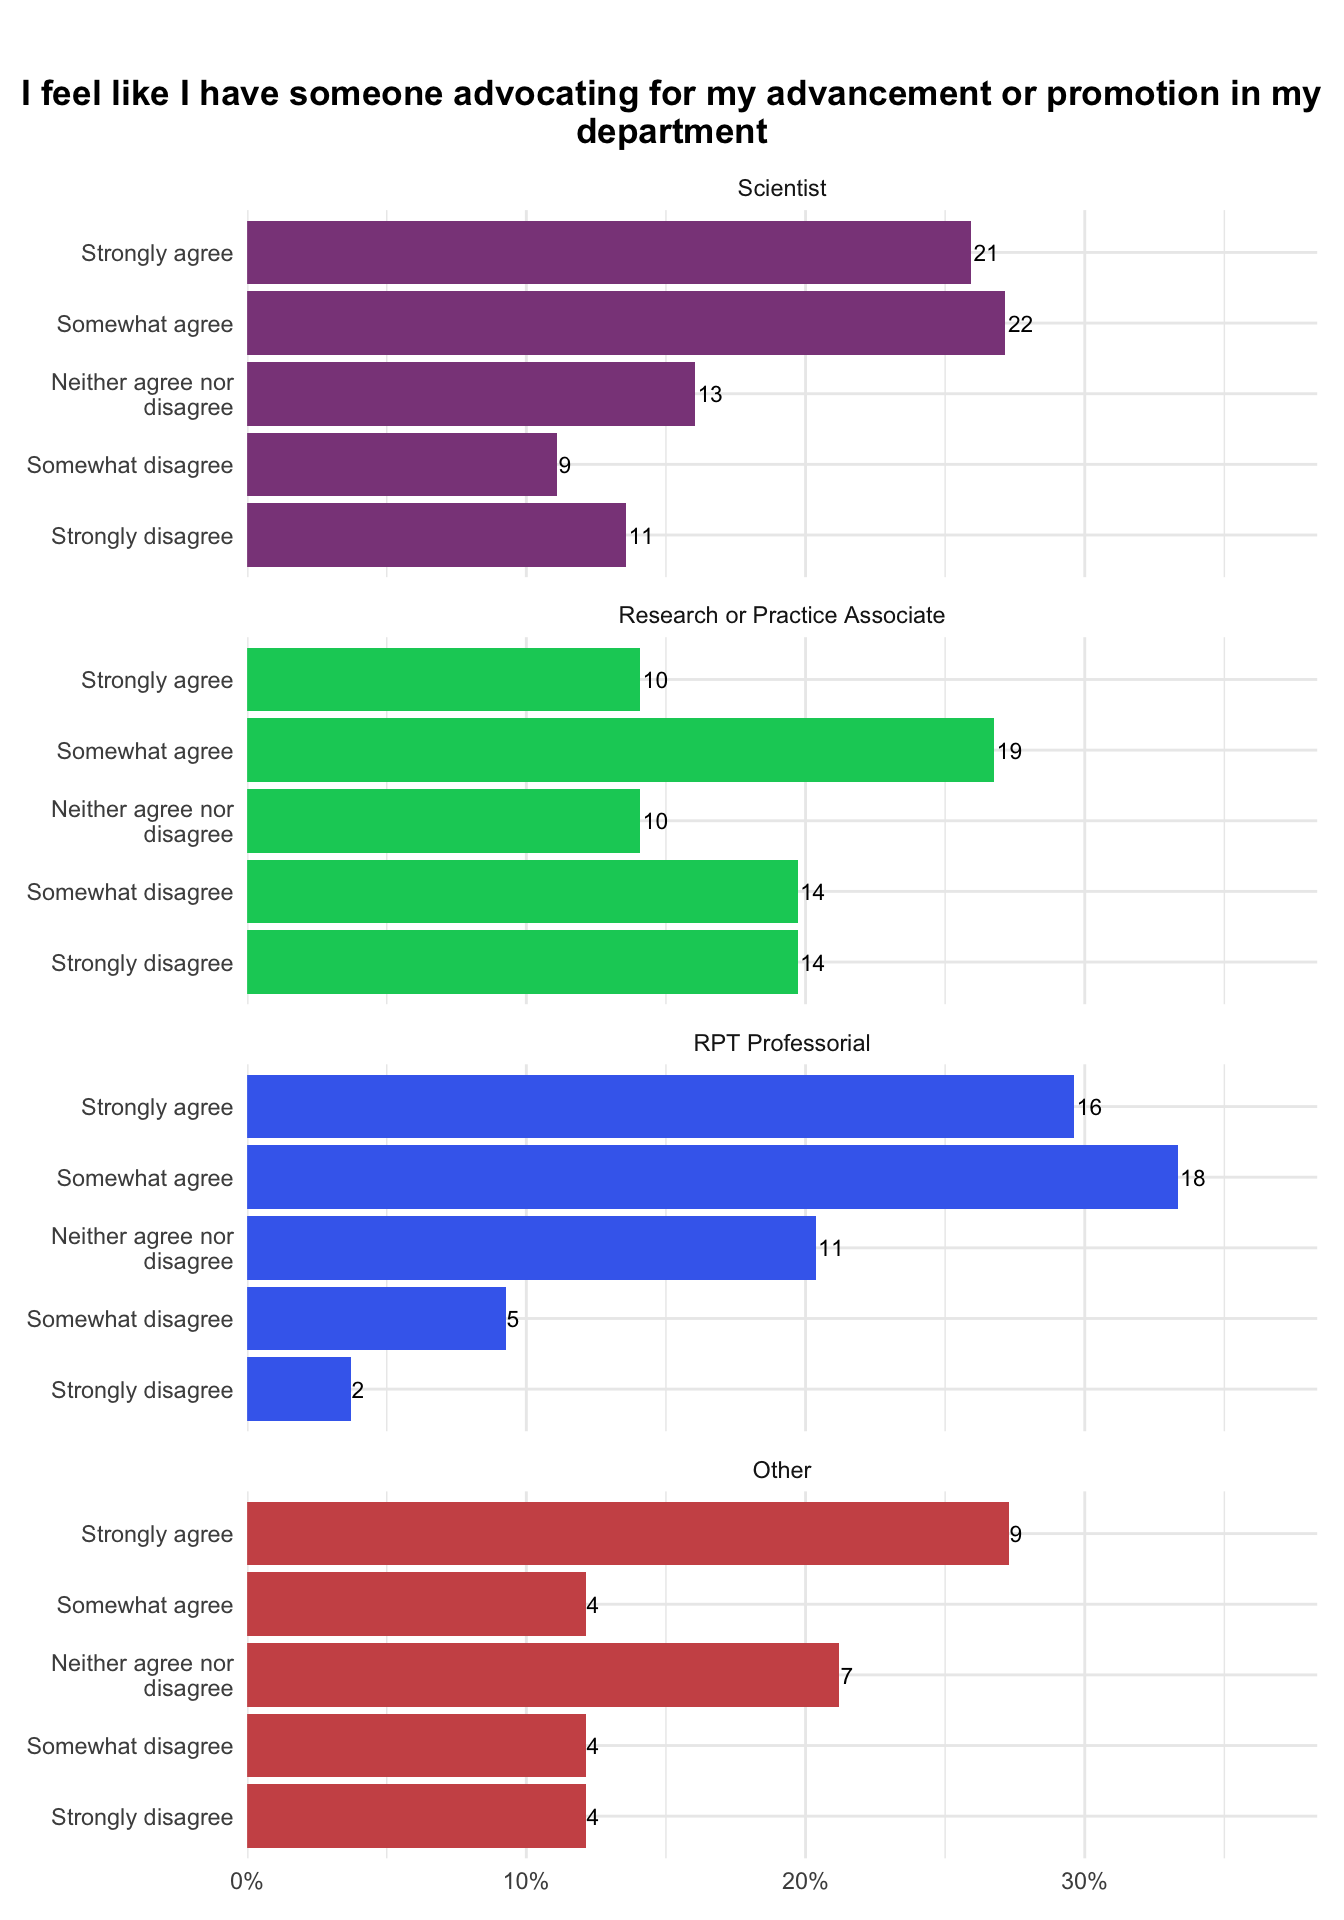 I feel like I have someone advocating for my advancement or promotion in my
department
Scientist
Strongly agree
21
Somewhat agree
22
Neither agree nor
disagree
13
Somewhat disagree
9
Strongly disagree
11
Research or Practice Associate
Strongly agree
10
Somewhat agree
19
Neither agree nor
disagree
10
Somewhat disagree
14
Strongly disagree
14
RPT Professorial
Strongly agree
16
Somewhat agree
18
Neither agree nor
disagree
11
Somewhat disagree
5
Strongly disagree
2
Other
Strongly agree
9
Somewhat agree
4
Neither agree nor
disagree
7
Somewhat disagree
4
Strongly disagree
4
0% 10% 20% 30%